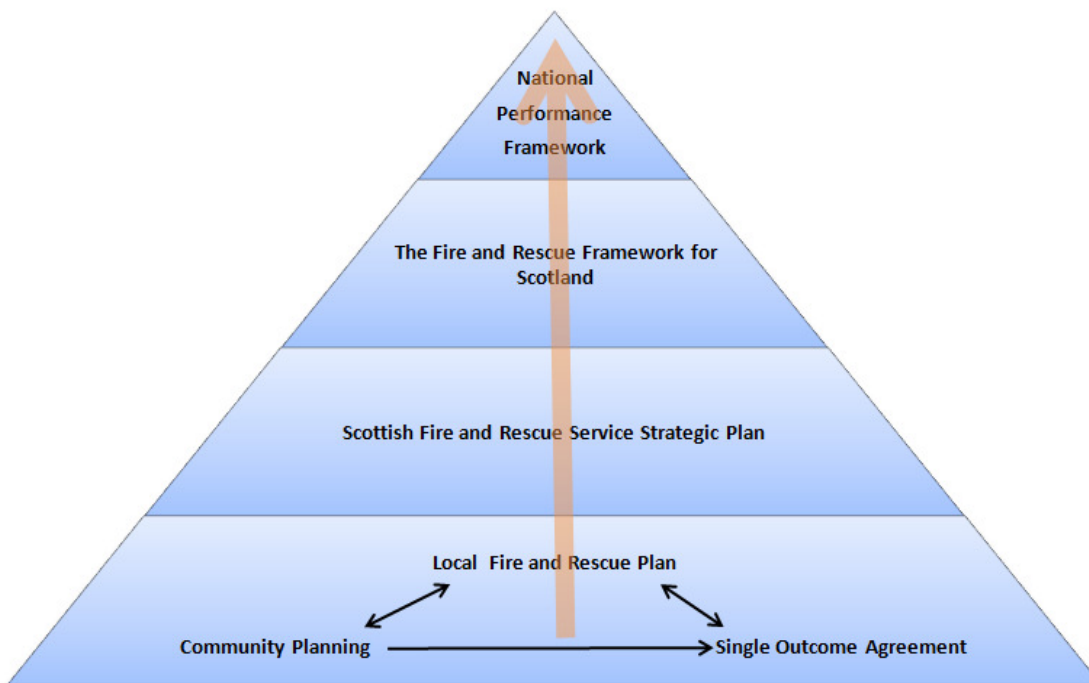 National
Performance
Framework
The Fire and Rescue Framework for
Scotland
Scottish Fire and Rescue Service Strategic Plan
Local Fire and Rescue Plan
Community Planning
Single Outcome Agreement